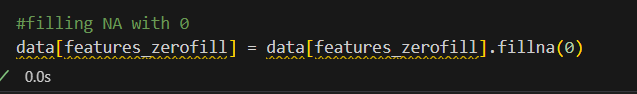 #filling NA with 0
data[features_zerofill] = data[features_zerofill].fillna(0)
✓ 0.0s